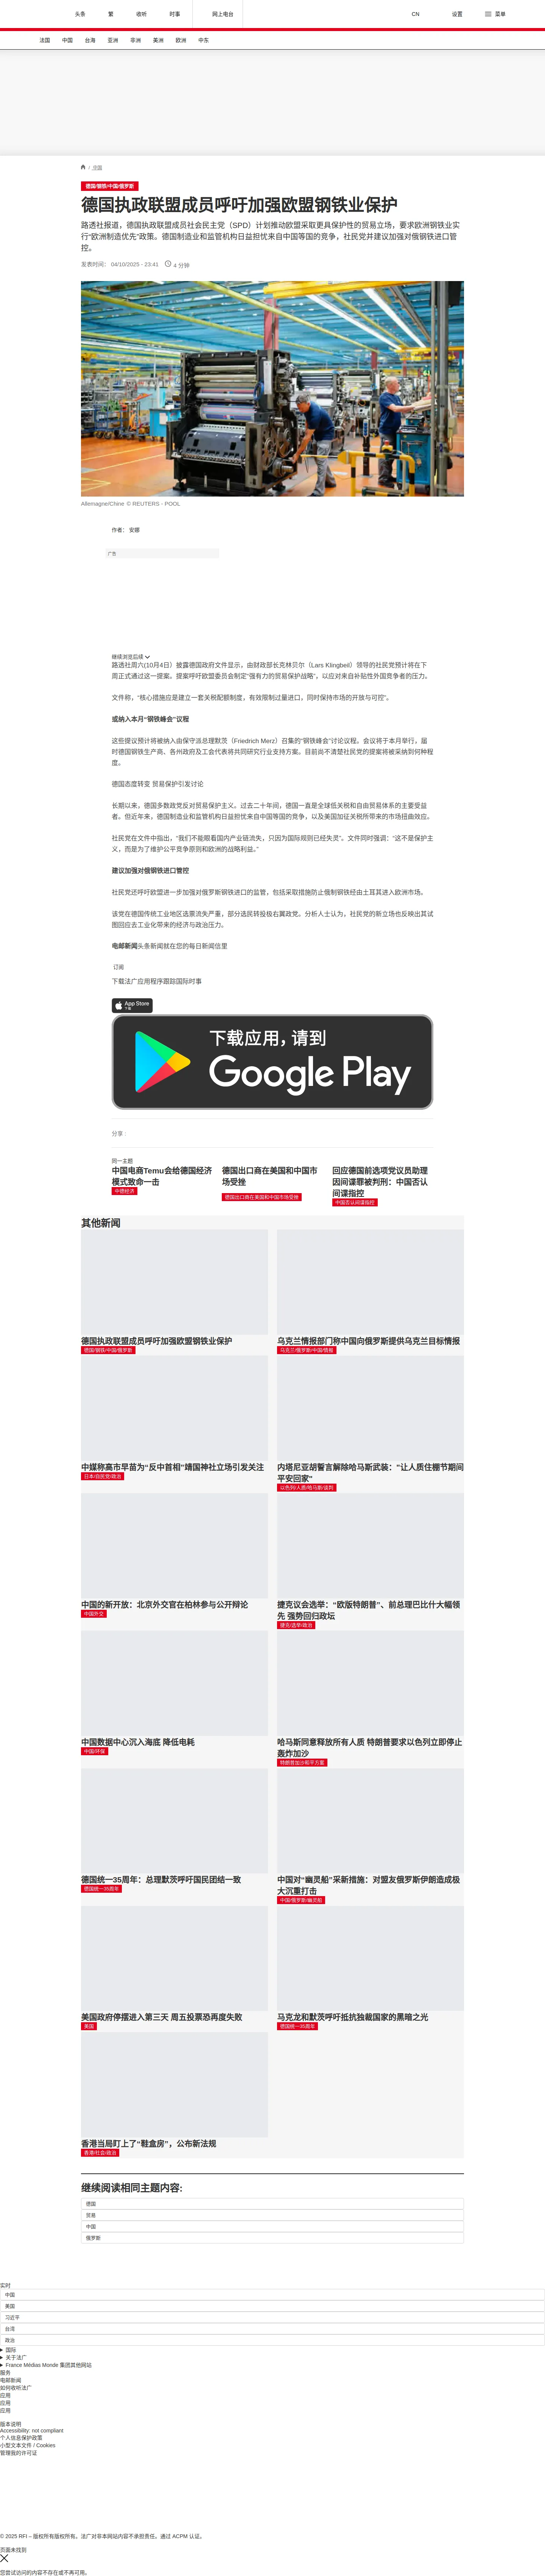 头条
繁
收听
时事
网上电台
CN
设置
菜单
法国
中国
台海
亚洲
非洲
美洲
欧洲
中东
/ 中国
德国/钢铁/中国/俄罗斯
德国执政联盟成员呼吁加强欧盟钢铁业保护
路透社报道，德国执政联盟成员社会民主党（SPD）计划推动欧盟采取更具保护性的贸易立场，要求欧洲钢铁业实
行“欧洲制造优先”政策。德国制造业和监管机构日益担忧来自中国等国的竞争，社民党并建议加强对俄钢铁进口管
控。
发表时间： 04/10/2025 - 23:41
4 分钟
Allemagne/Chine © REUTERS - POOL
作者： 安娜
广告
继续浏览后续
路透社周六(10月4日）披露德国政府文件显示，由财政部长克林贝尔（Lars Klingbeil）领导的社民党预计将在下
周正式通过这一提案。提案呼吁欧盟委员会制定“强有力的贸易保护战略”，以应对来自补贴性外国竞争者的压力。
文件称，“核心措施应是建立一套关税配额制度，有效限制过量进口，同时保持市场的开放与可控”。
或纳入本月“钢铁峰会”议程
这些提议预计将被纳入由保守派总理默茨（Friedrich Merz）召集的“钢铁峰会”讨论议程。会议将于本月举行，届
时德国钢铁生产商、各州政府及工会代表将共同研究行业支持方案。目前尚不清楚社民党的提案将被采纳到何种程
度。
德国态度转变 贸易保护引发讨论
长期以来，德国多数政党反对贸易保护主义。过去二十年间，德国一直是全球低关税和自由贸易体系的主要受益
者。但近年来，德国制造业和监管机构日益担忧来自中国等国的竞争，以及美国加征关税所带来的市场扭曲效应。
社民党在文件中指出，“我们不能眼看国内产业链流失，只因为国际规则已经失灵”。文件同时强调：“这不是保护主
义，而是为了维护公平竞争原则和欧洲的战略利益。”
建议加强对俄钢铁进口管控
社民党还呼吁欧盟进一步加强对俄罗斯钢铁进口的监管，包括采取措施防止俄制钢铁经由土耳其进入欧洲市场。
该党在德国传统工业地区选票流失严重，部分选民转投极右翼政党。分析人士认为，社民党的新立场也反映出其试
图回应去工业化带来的经济与政治压力。
电邮新闻头条新闻就在您的每日新闻信里
订阅
下载法广应用程序跟踪国际时事
App Store
下载
下载应用，请到
Google Play
分享 :
同一主题
中国电商Temu会给德国经济
模式致命一击
中德经济
德国出口商在美国和中国市
场受挫
德国出口商在美国和中国市场受挫
回应德国前选项党议员助理
因间谍罪被判刑：中国否认
间谍指控
中国否认间谍指控
其他新闻
德国执政联盟成员呼吁加强欧盟钢铁业保护
德国/钢铁/中国/俄罗斯
乌克兰情报部门称中国向俄罗斯提供乌克兰目标情报
乌克兰/俄罗斯/中国/情报
中媒称高市早苗为“反中首相”靖国神社立场引发关注
日本/自民党/政治
内塔尼亚胡誓言解除哈马斯武装：“让人质住棚节期间
平安回家”
以色列/人质/哈马斯/谈判
中国的新开放：北京外交官在柏林参与公开辩论
中国外交
捷克议会选举：“欧版特朗普”、前总理巴比什大幅领
先 强势回归政坛
捷克/选举/政治
中国数据中心沉入海底 降低电耗
中国/环保
哈马斯同意释放所有人质 特朗普要求以色列立即停止
轰炸加沙
特朗普加沙和平方案
德国统一35周年：总理默茨呼吁国民团结一致
德国统一35周年
中国对“幽灵船”采新措施：对盟友俄罗斯伊朗造成极
大沉重打击
中国/俄罗斯/幽灵船
美国政府停摆进入第三天 周五投票恐再度失败
美国
马克龙和默茨呼吁抵抗独裁国家的黑暗之光
德国统一35周年
香港当局盯上了“鞋盒房”，公布新法规
香港/社会/政治
继续阅读相同主题内容:
德国
贸易
中国
俄罗斯
实时
中国
美国
习近平
台湾
政治
国际
关于法广
France Médias Monde 集团其他网站
服务
电邮新闻
如何收听法广
应用
应用
应用
版本说明
Accessibility: not compliant
个人信息保护政策
小型文本文件 / Cookies
管理我的许可证
© 2025 RFI – 版权所有版权所有。法广对非本网站内容不承担责任。通过 ACPM 认证。
页面未找到
您尝试访问的内容不存在或不再可用。